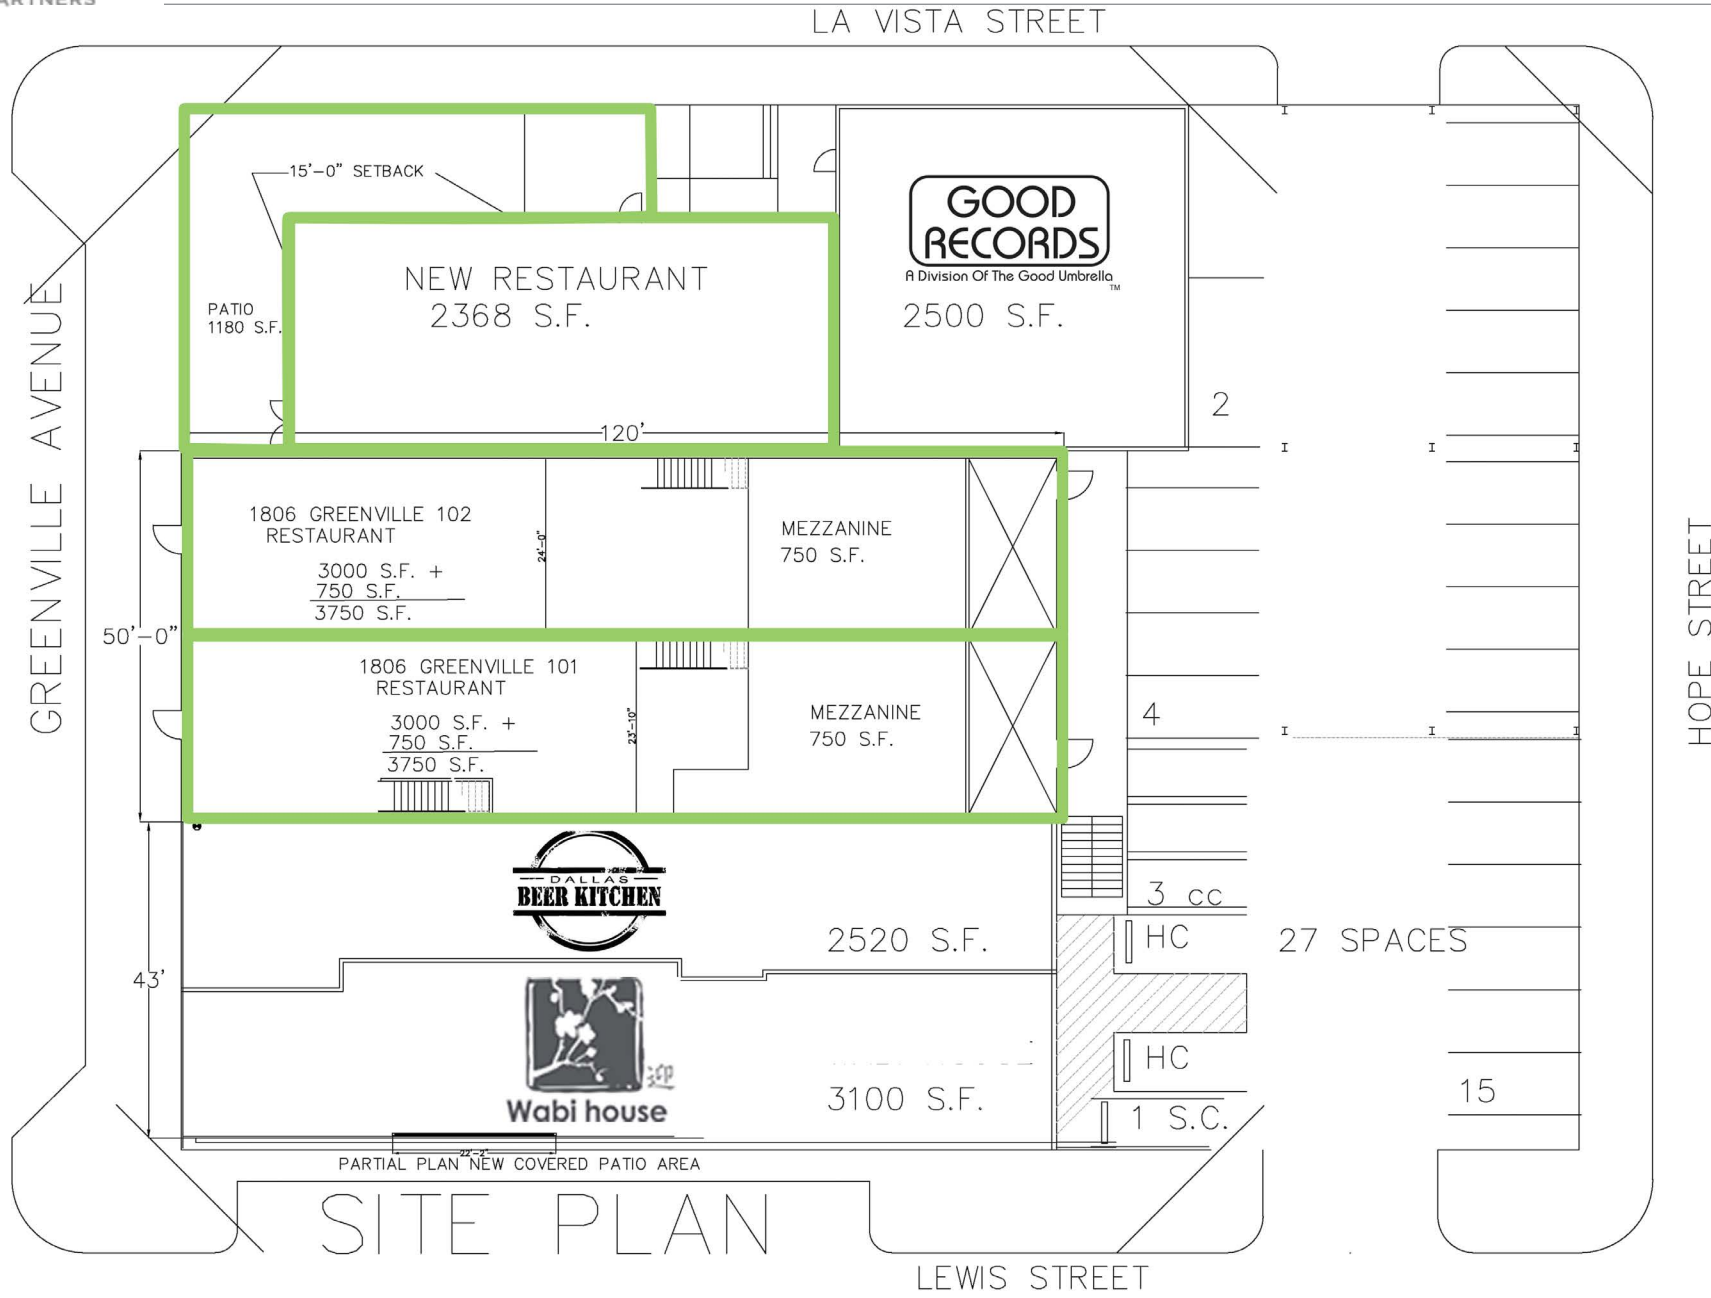 LA VISTA STREET
15'-0" SETBACK
GOOD
RECORDS
A Division Of The Good Umbrella
TM
2500 S.F.
NEW RESTAURANT
2368 S.F.
PATIO
1180 S.F.
GREENVILLE AVENUE
2
120'
1806 GREENVILLE 102
RESTAURANT
3000 S.F. +
750 S.F.
3750 S.F.
24'-0"
MEZZANINE
750 S.F.
50'-0"
HOPE STREET
1806 GREENVILLE 101
RESTAURANT
3000 S.F. +
750 S.F.
3750 S.F.
23'-10"
MEZZANINE
750 S.F.
4
DALLAS
BEER KITCHEN
2520 S.F.
3 cc
HC
27 SPACES
43'
迎
Wabi house
3100 S.F.
HC
15
1 S.C.
22'-2"
PARTIAL PLAN NEW COVERED PATIO AREA
SITE PLAN
LEWIS STREET